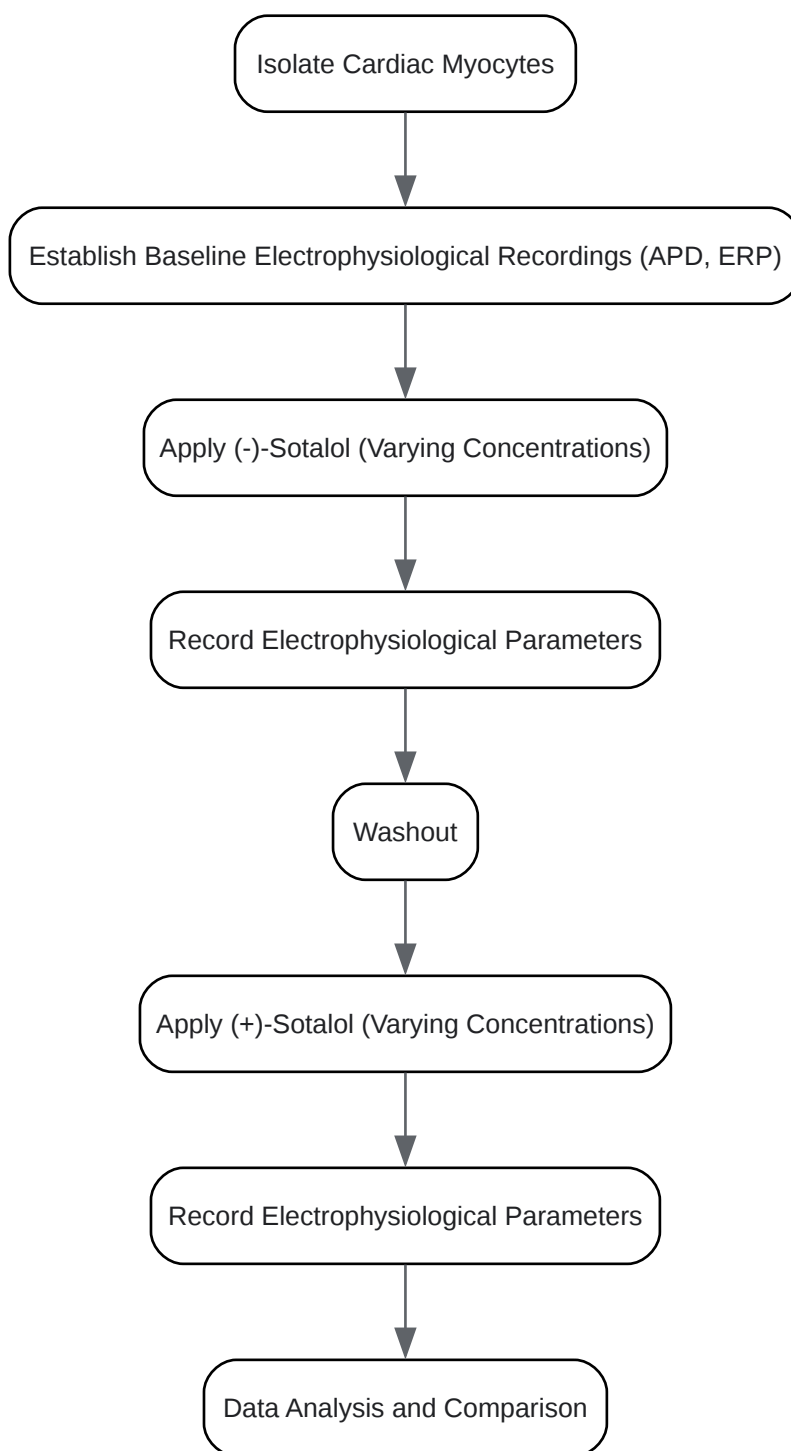 Isolate Cardiac Myocytes
Establish Baseline Electrophysiological Recordings (APD, ERP)
Apply (-)-Sotalol (Varying Concentrations)
Record Electrophysiological Parameters
Washout
Apply (+)-Sotalol (Varying Concentrations)
Record Electrophysiological Parameters
Data Analysis and Comparison